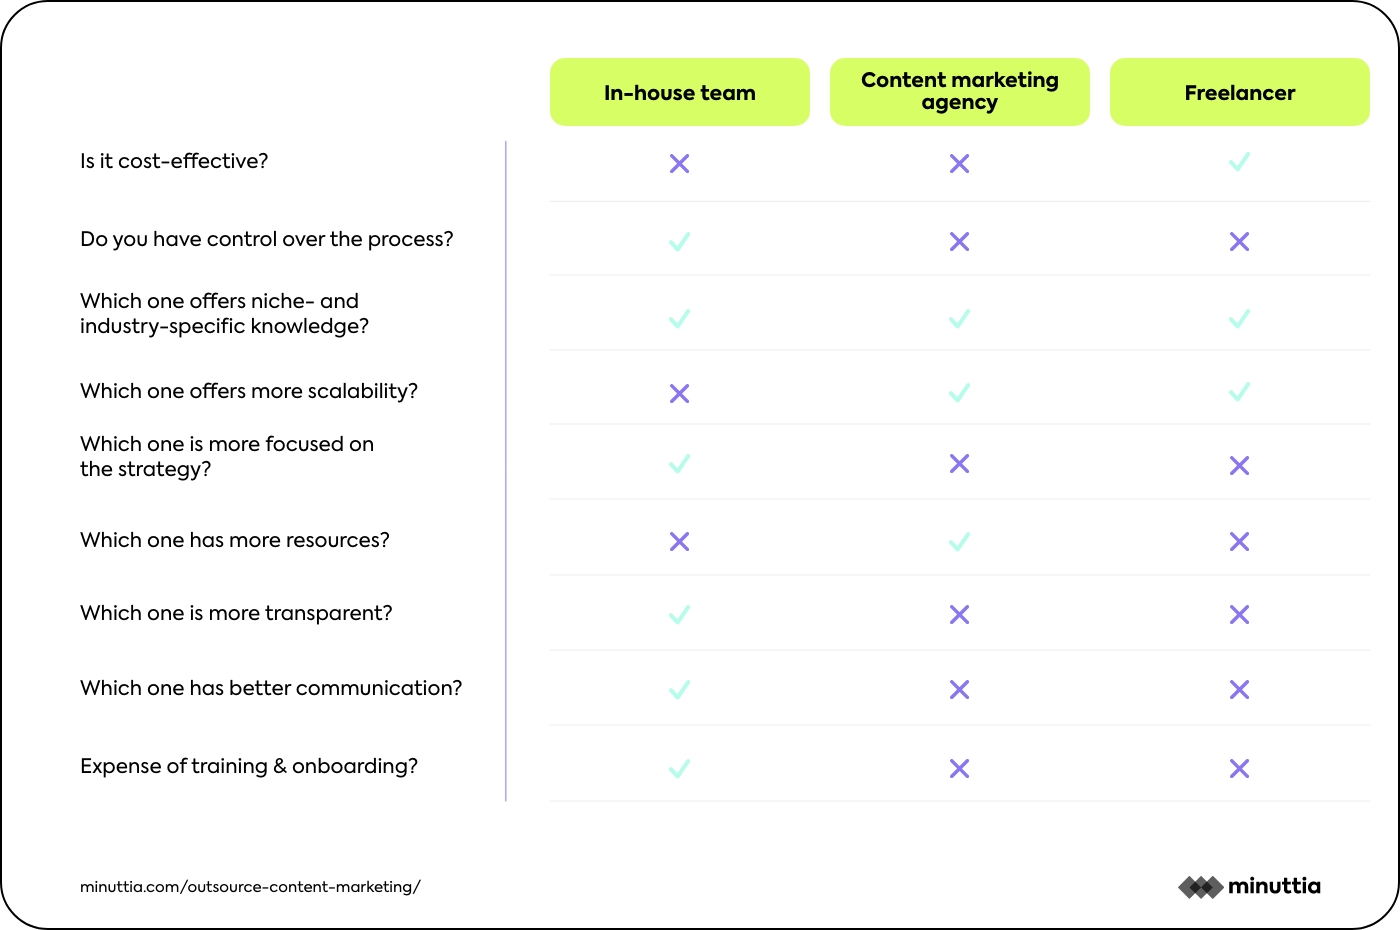 In-house team
Content marketing
agency
Freelancer
Is it cost-effective?
Do you have control over the process?
Which one offers niche- and
industry-specific knowledge?
Which one offers more scalability?
Which one is more focused on
the strategy?
Which one has more resources?
Which one is more transparent?
Which one has better communication?
Expense of training & onboarding?
minuttia.com/outsource-content-marketing/
minuttia